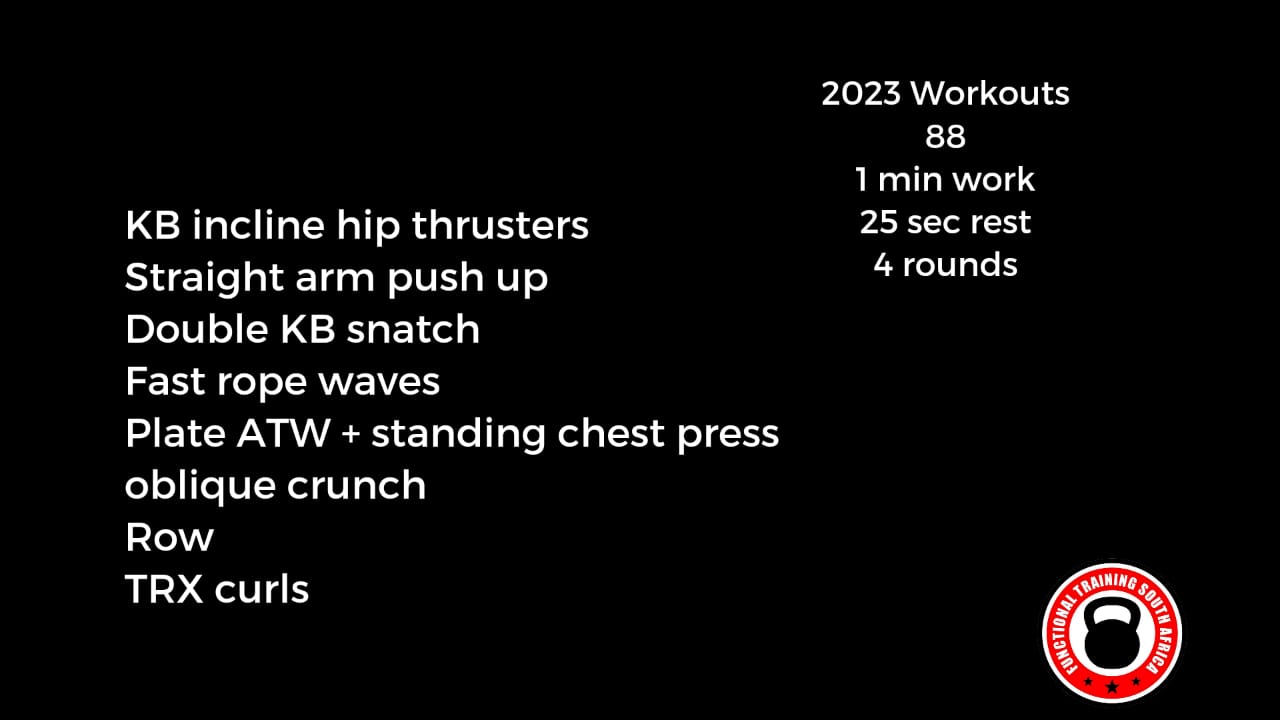 2023 Workouts
88
1 min work
25 sec rest
4 rounds
KB incline hip thrusters
Straight arm push up
Double KB snatch
Fast rope waves
Plate ATW + standing chest press
oblique crunch
Row
TRX curls
FUNCTIONAL TRAINING SOUTH AFRICA